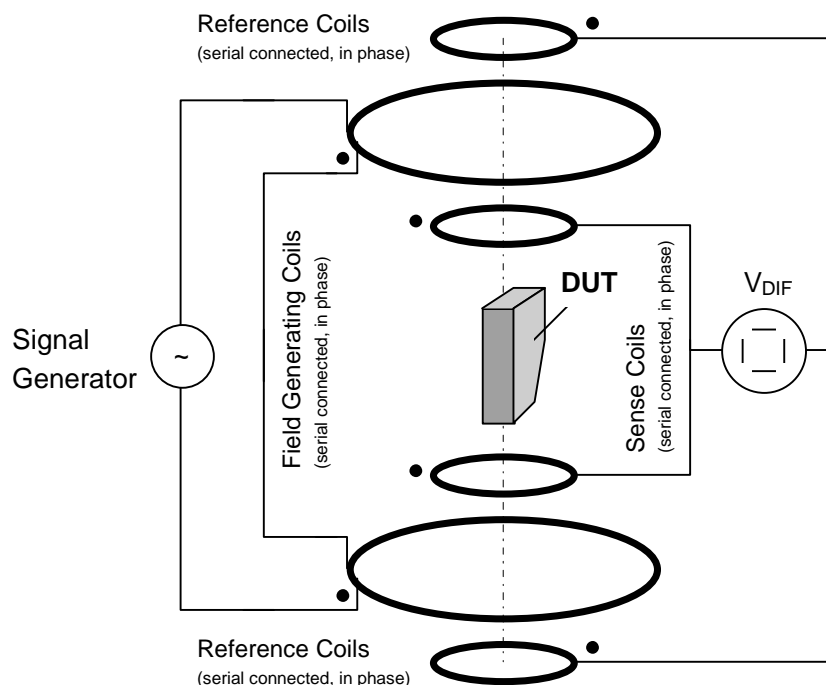 Reference Coils
(serial connected, in phase)
Field Generating Coils
(serial connected, in phase)
DUT
Sense Coils
(serial connected, in phase)
V_DIF
Signal
Generator
~
Reference Coils
(serial connected, in phase)